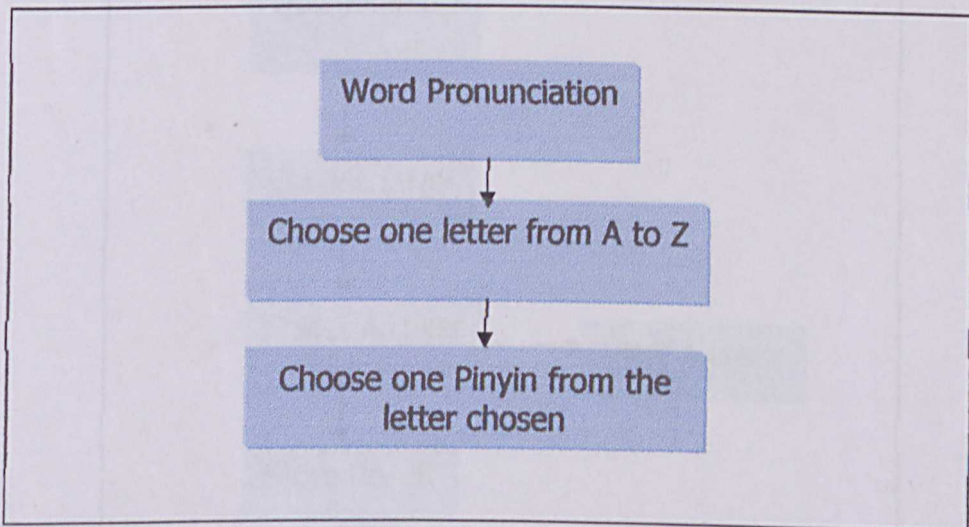 Word Pronunciation
Choose one letter from A to Z
Choose one Pinyin from the
letter chosen